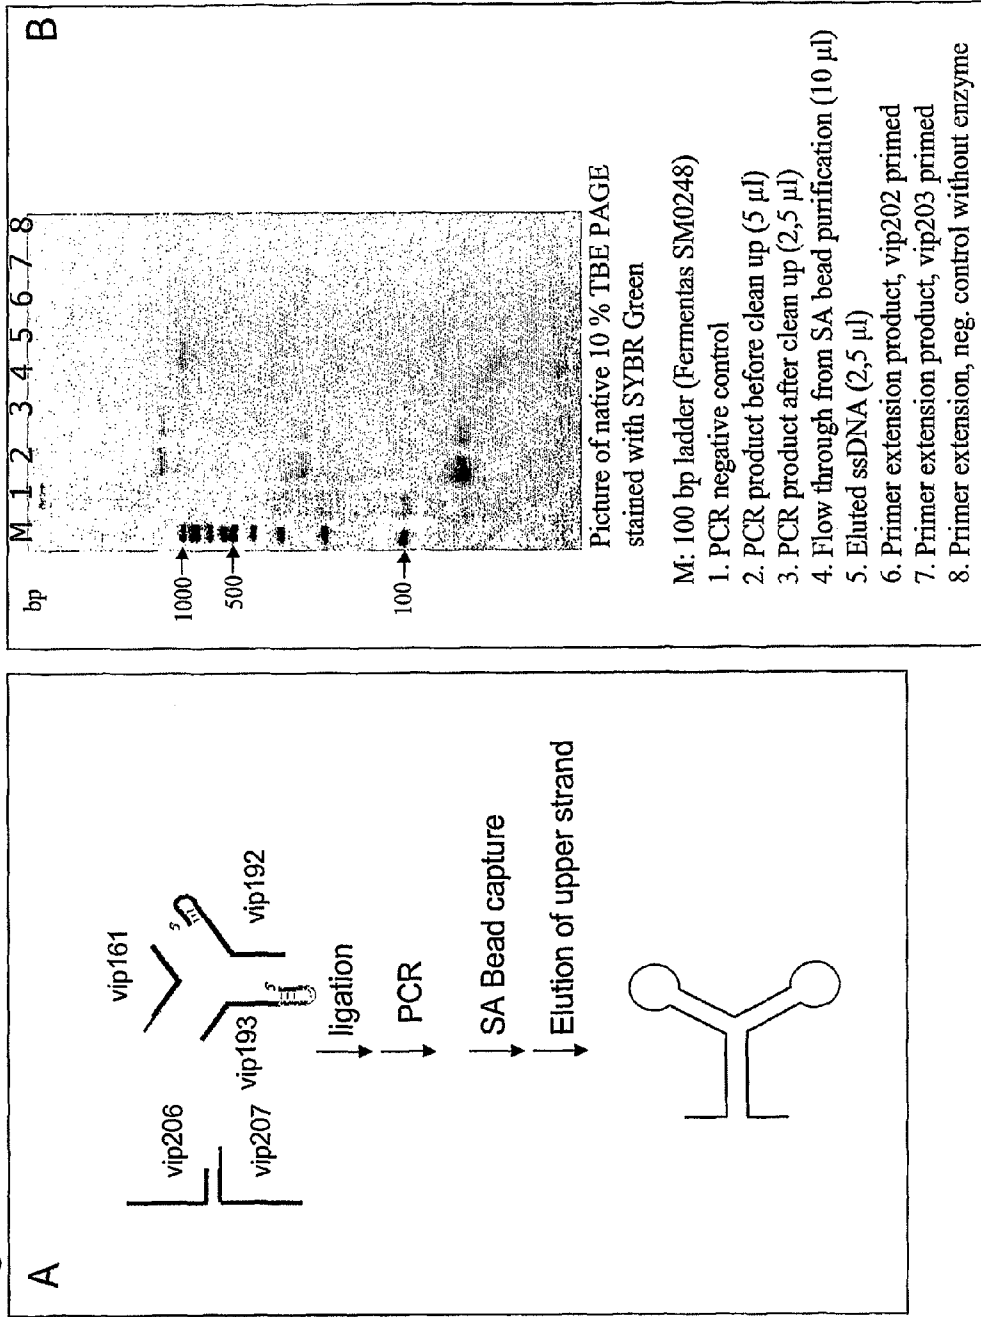 A
vip206
vip207
vip161
vip193
vip192
5'
5'
ligation
PCR
SA Bead capture
Elution of upper strand
B
bp
M 1 2 3 4 5 6 7 8
1000
500
100
Picture of native 10 % TBE PAGE
stained with SYBR Green
M: 100 bp ladder (Fermentas SM0248)
1. PCR negative control
2. PCR product before clean up (5 µl)
3. PCR product after clean up (2,5 µl)
4. Flow through from SA bead purification (10 µl)
5. Eluted ssDNA (2,5 µl)
6. Primer extension product, vip202 primed
7. Primer extension product, vip203 primed
8. Primer extension, neg. control without enzyme